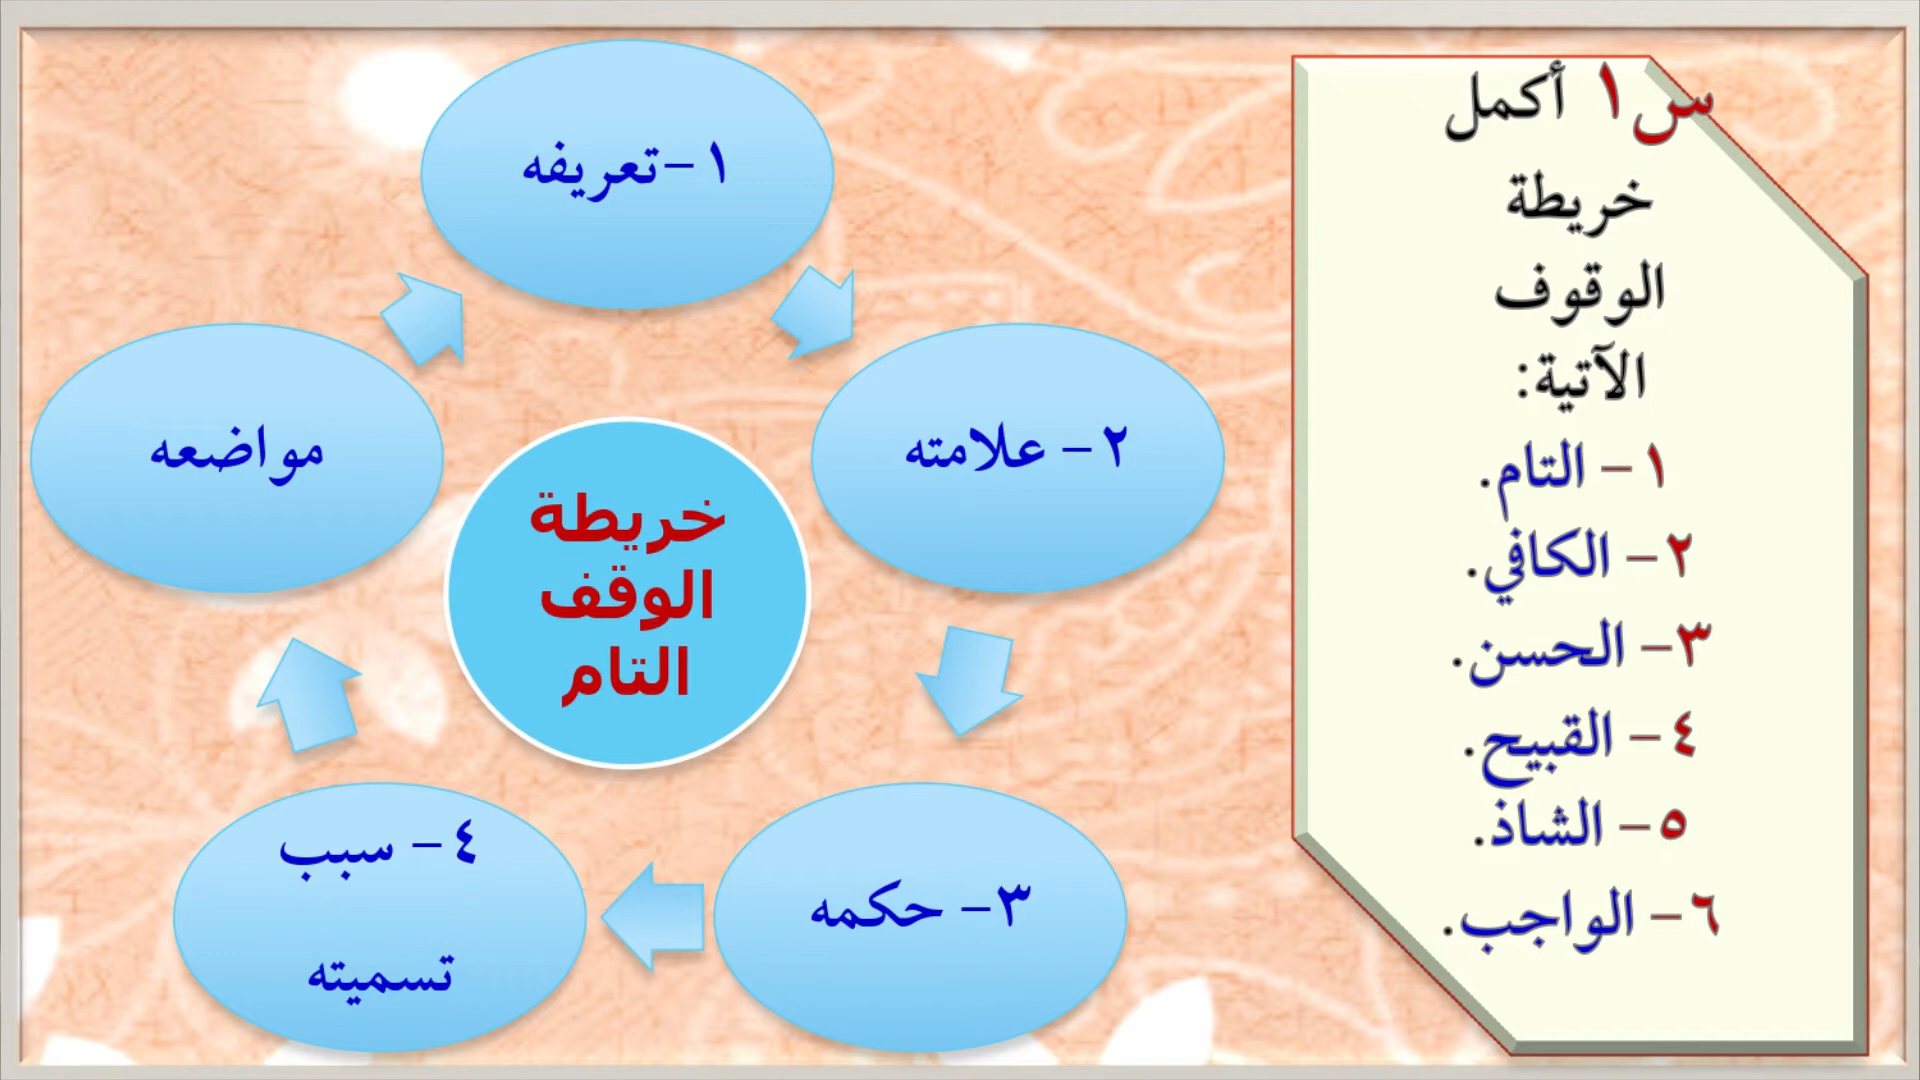 س١ أكمل
خريطة
الوقوف
الآتية:
١- التام.
٢- الكافي.
٣- الحسن.
٤- القبيح.
٥- الشاذ.
٦- الواجب.
١-تعريفه
٢- علامته
٣- حكمه
٤- سبب
تسميته
مواضعه
خريطة
الوقف
التام